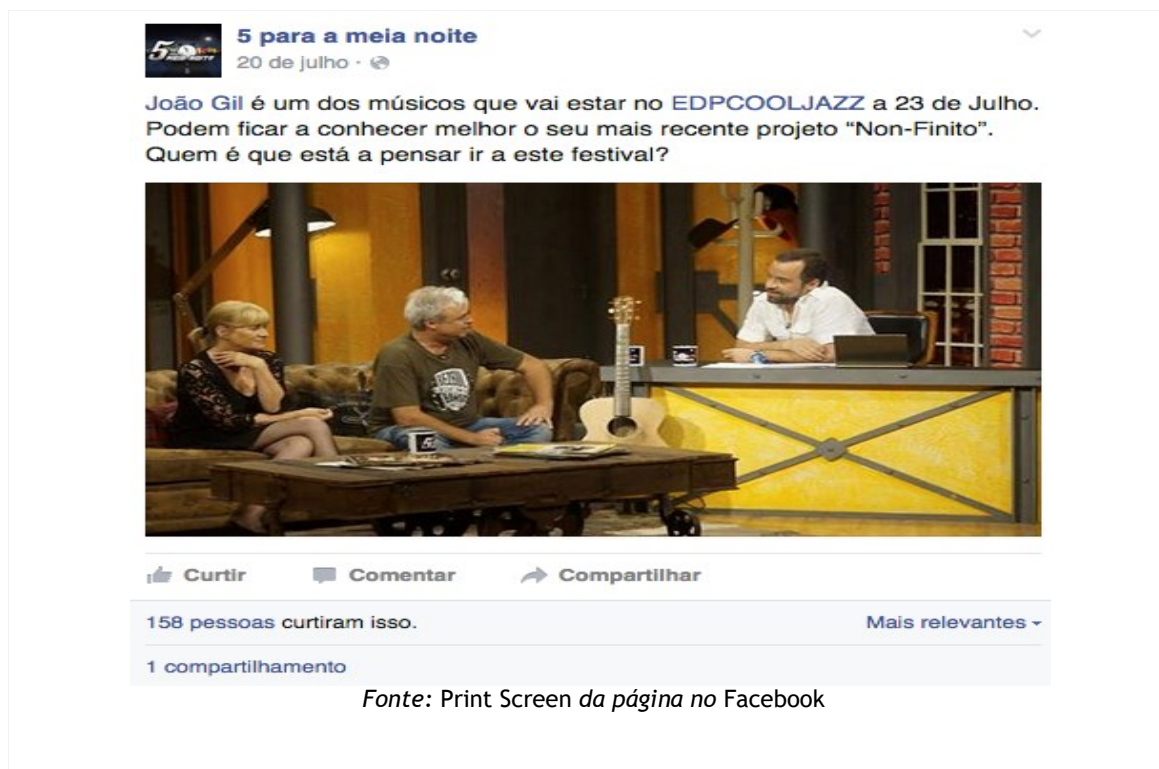 5 para a meia noite
20 de julho ·
João Gil é um dos músicos que vai estar no EDPCOOLJAZZ a 23 de Julho.
Podem ficar a conhecer melhor o seu mais recente projeto “Non-Finito”.
Quem é que está a pensar ir a este festival?
Curtir Comentar Compartilhar
158 pessoas curtiram isso. Mais relevantes
1 compartilhamento
Fonte: Print Screen da página no Facebook